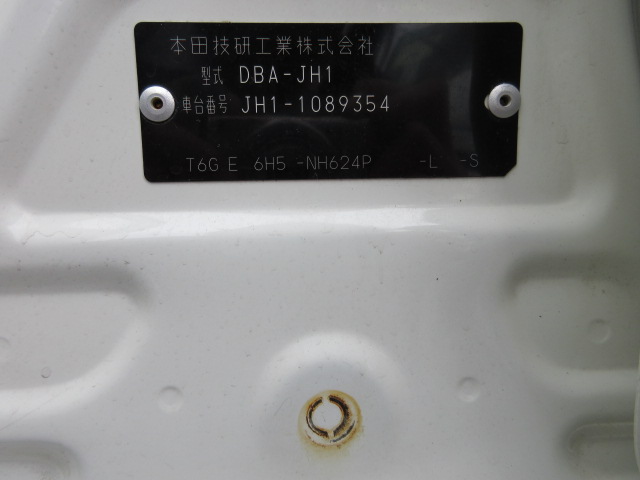 本田技研工業株式会社
型式 DBA-JH1
車台番号 JH1-1089354
T6G E 6H5 -NH624P -L -S